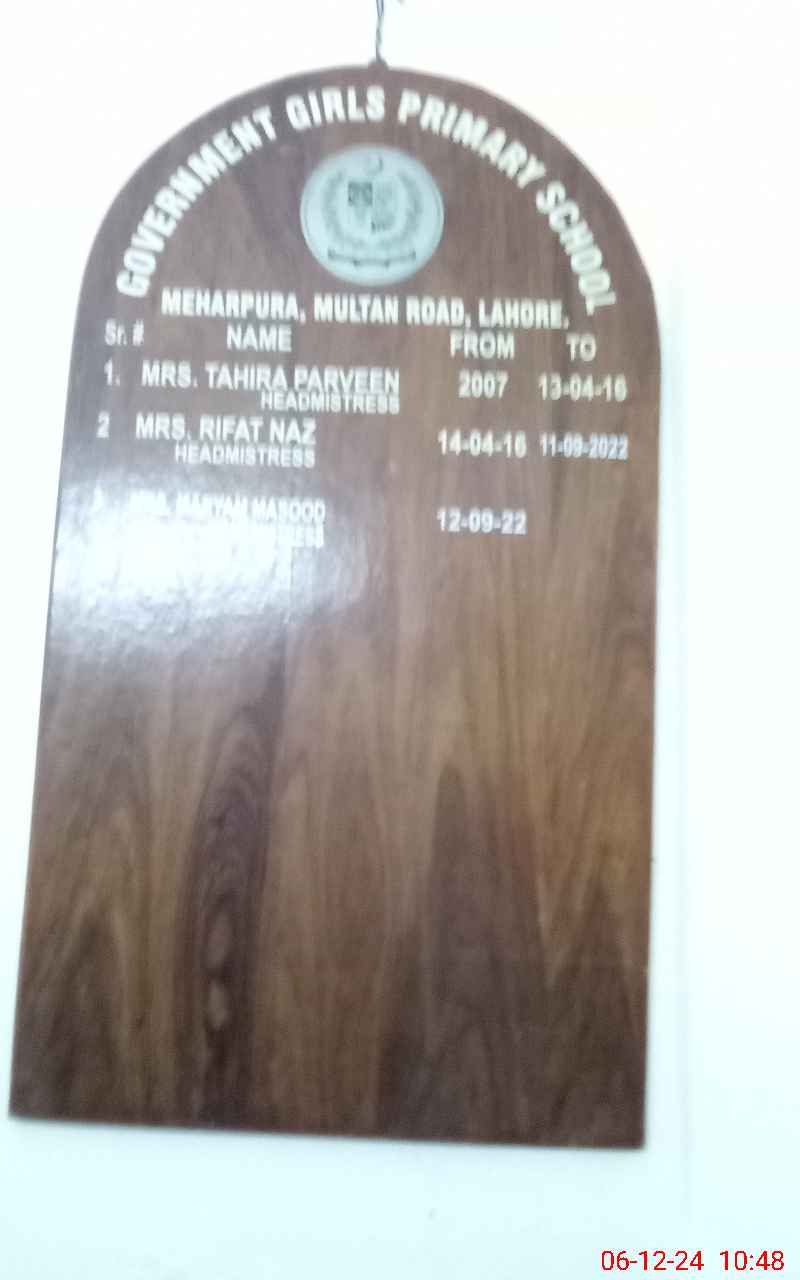 GOVERNMENT GIRLS PRIMARY SCHOOL
MEHARPURA, MULTAN ROAD, LAHORE.
Sr. # NAME FROM TO
1. MRS. TAHIRA PARVEEN 2007 13-04-16
HEADMISTRESS
2 MRS. RIFAT NAZ 14-04-16 11-09-2022
HEADMISTRESS
MARYAM MASOOD 12-09-22
06-12-24 10:48